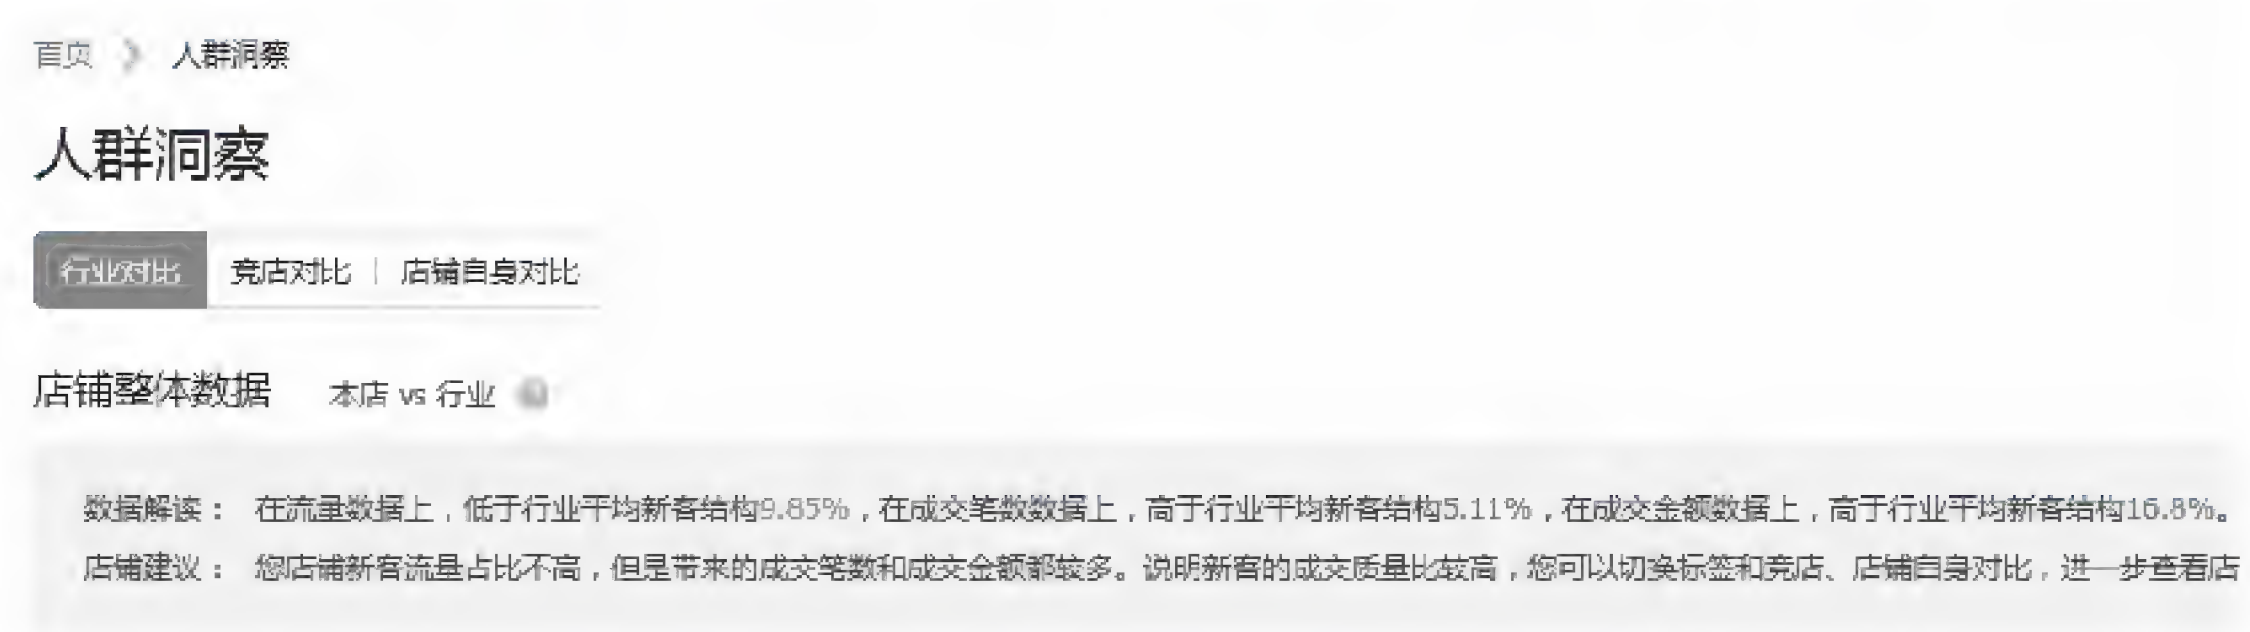 首页 > 人群洞察
人群洞察
行业对比 竞店对比 | 店铺自身对比
店铺整体数据 本店 vs 行业
数据解读： 在流量数据上，低于行业平均新客结构9.85%，在成交笔数数据上，高于行业平均新客结构5.11%，在成交金额数据上，高于行业平均新客结构16.8%。
店铺建议： 您店铺新客流量占比不高，但是带来的成交笔数和成交金额都较多。说明新客的成交质量比较高，您可以切换标签和竞店、店铺自身对比，进一步查看店